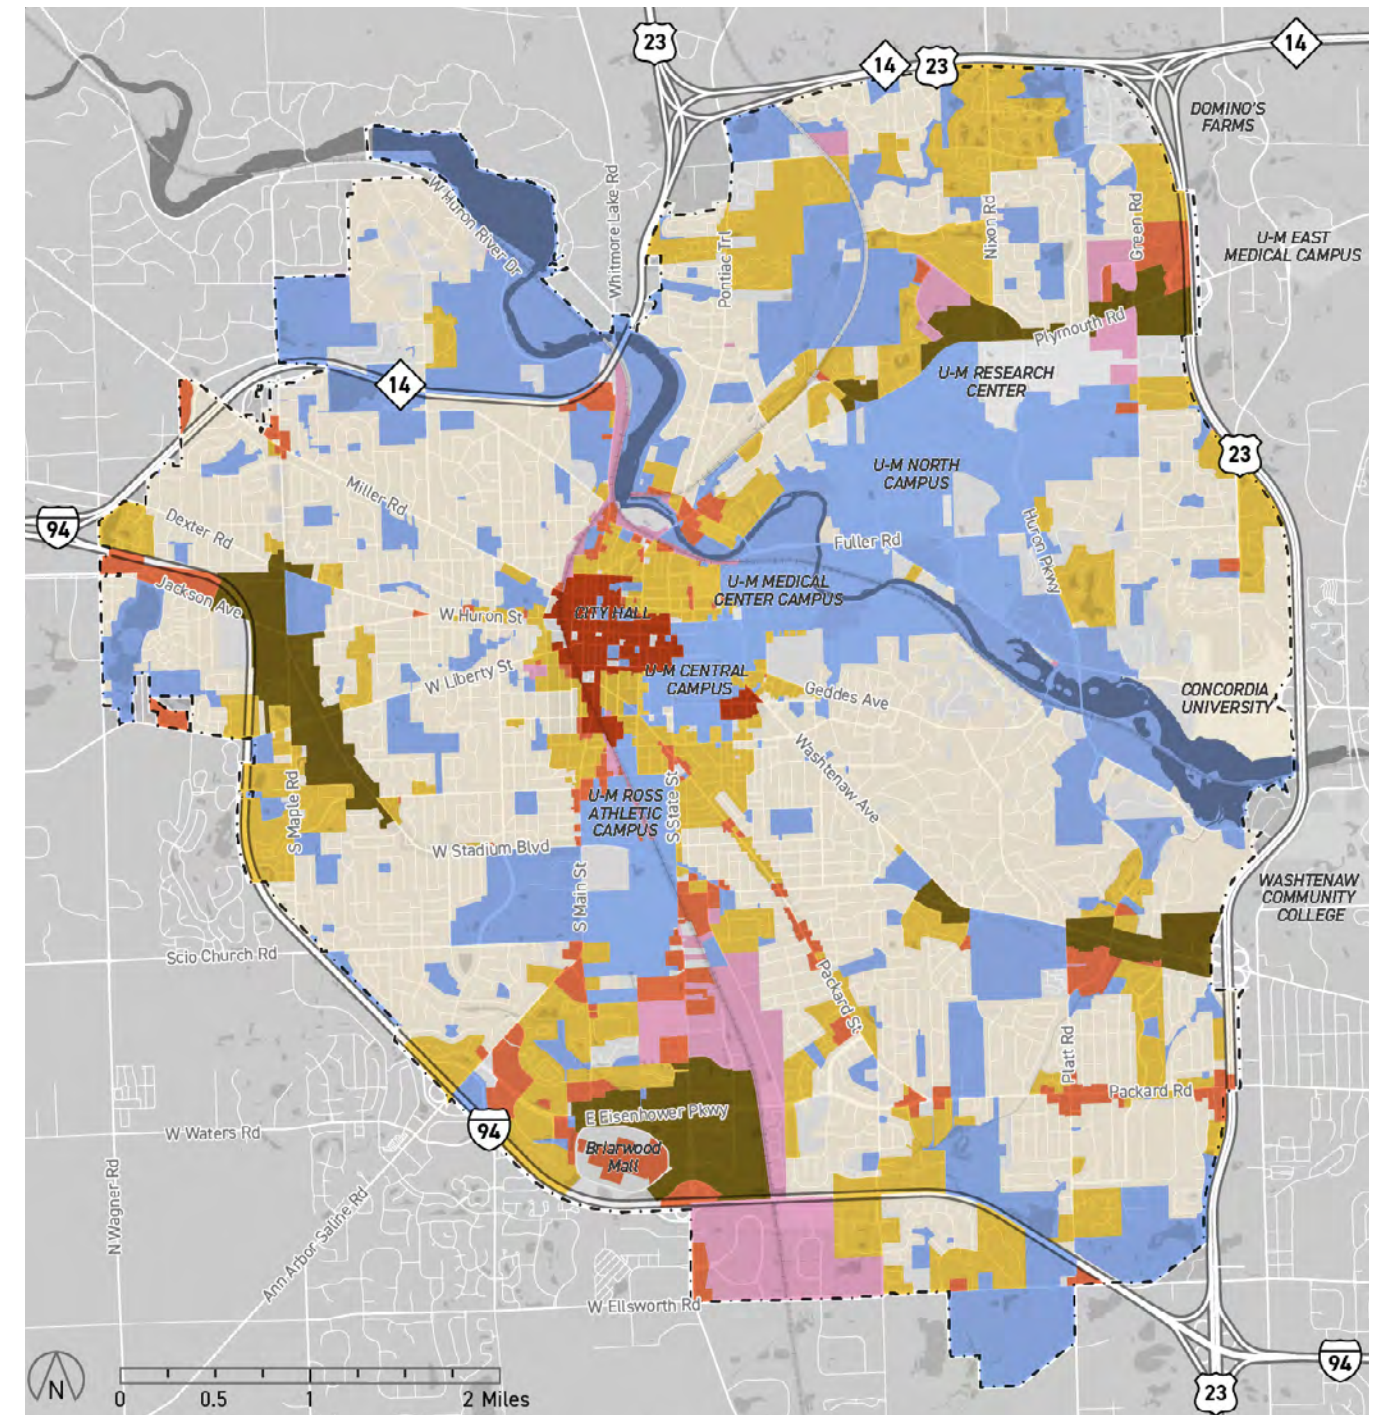 23
14
23
14
DOMINO'S
FARMS
W Huron River Dr
Whitmore Lake Rd
Pontiac Trl
Nixon Rd
Green Rd
U-M EAST
MEDICAL CAMPUS
Plymouth Rd
14
U-M RESEARCH
CENTER
23
U-M NORTH
CAMPUS
Miller Rd
94
Dexter Rd
Huron Pkwy
Fuller Rd
Jackson Ave
U-M MEDICAL
CENTER CAMPUS
W Huron St
CITY HALL
W Liberty St
U-M CENTRAL
CAMPUS
Geddes Ave
CONCORDIA
UNIVERSITY
Washtenaw Ave
S Maple Rd
U-M ROSS
ATHLETIC
CAMPUS
S State St
W Stadium Blvd
S Main St
WASHTENAW
COMMUNITY
COLLEGE
Scio Church Rd
Packard St
Platt Rd
Packard Rd
E Eisenhower Pkwy
94
W Waters Rd
Briarwood
Mall
N Wagner Rd
Ann Arbor Saline Rd
W Ellsworth Rd
N
0
0.5
1
2 Miles
94
23